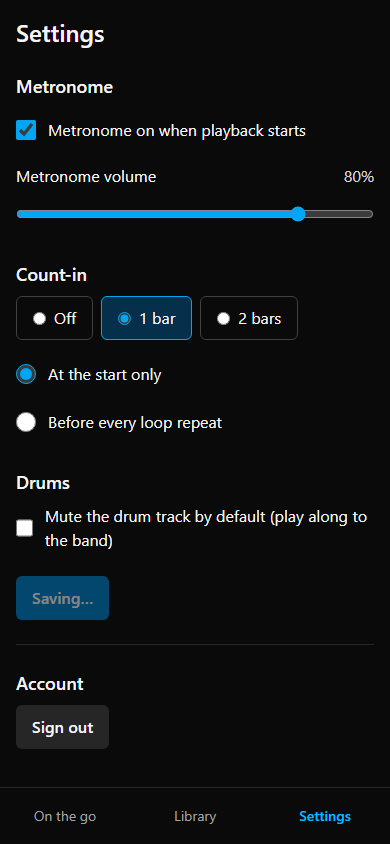 Settings
Metronome
Metronome on when playback starts
Metronome volume 80%
Count-in
Off 1 bar 2 bars
At the start only
Before every loop repeat
Drums
Mute the drum track by default (play along to
the band)
Saving...
Account
Sign out
On the go Library Settings